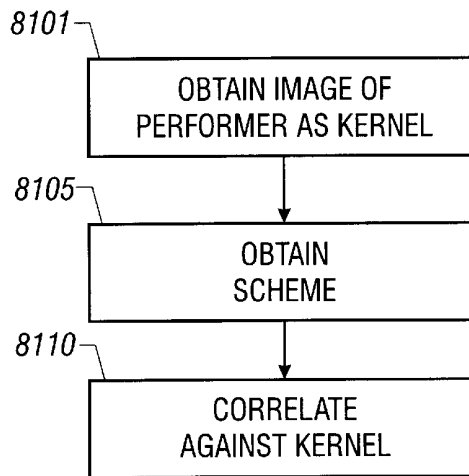 8101
OBTAIN IMAGE OF
PERFORMER AS KERNEL
8105
OBTAIN
SCHEME
8110
CORRELATE
AGAINST KERNEL